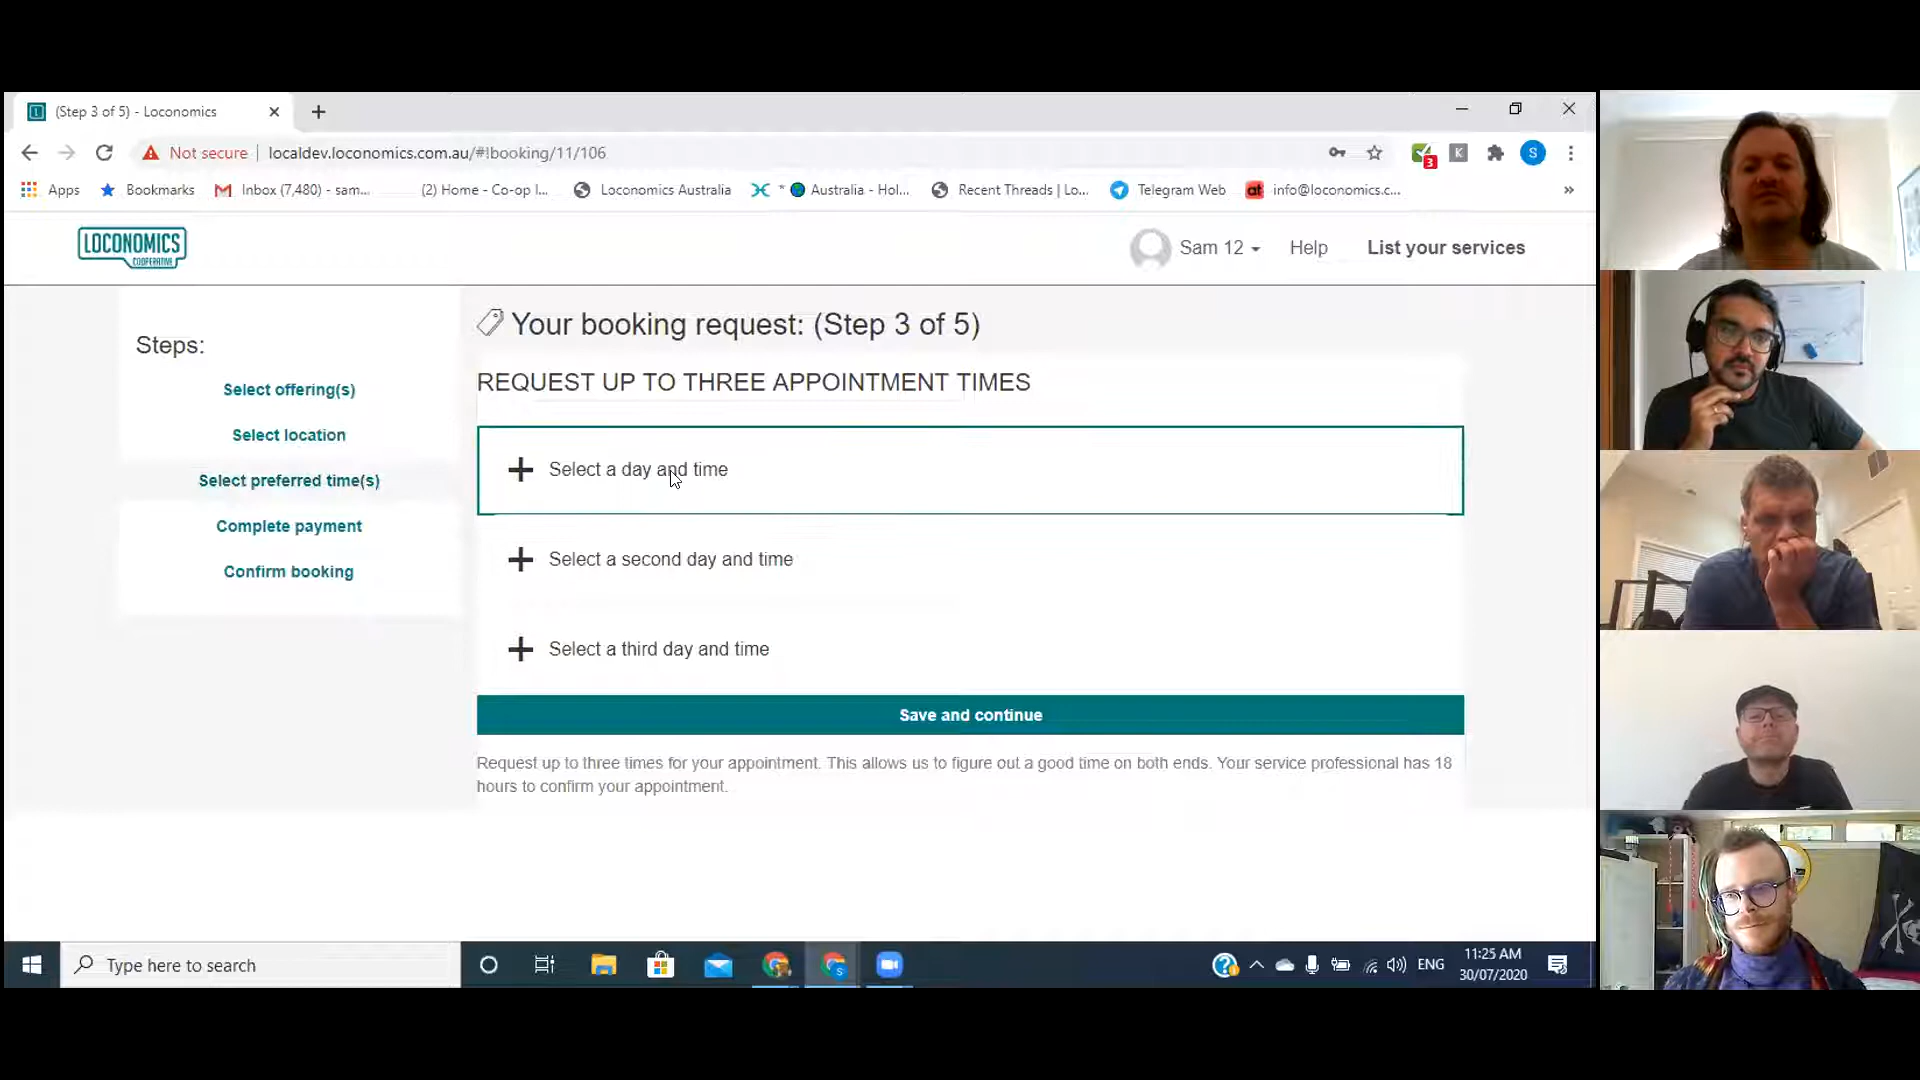 (Step 3 of 5) - Loconomics
Not secure | localdev.loconomics.com.au/#!booking/11/106
3 K S
Apps Bookmarks Inbox (7,480) - sam... (2) Home - Co-op I... Loconomics Australia Australia - Hol... Recent Threads | Lo... Telegram Web at info@loconomics.c... »
LOCONOMICS
COOPERATIVE
Sam 12 Help List your services
Steps:
Select offering(s)
Select location
Select preferred time(s)
Complete payment
Confirm booking
Your booking request: (Step 3 of 5)
REQUEST UP TO THREE APPOINTMENT TIMES
Select a day and time
Select a second day and time
Select a third day and time
Save and continue
Request up to three times for your appointment. This allows us to figure out a good time on both ends. Your service professional has 18
hours to confirm your appointment.
Type here to search
ENG
11:25 AM
30/07/2020